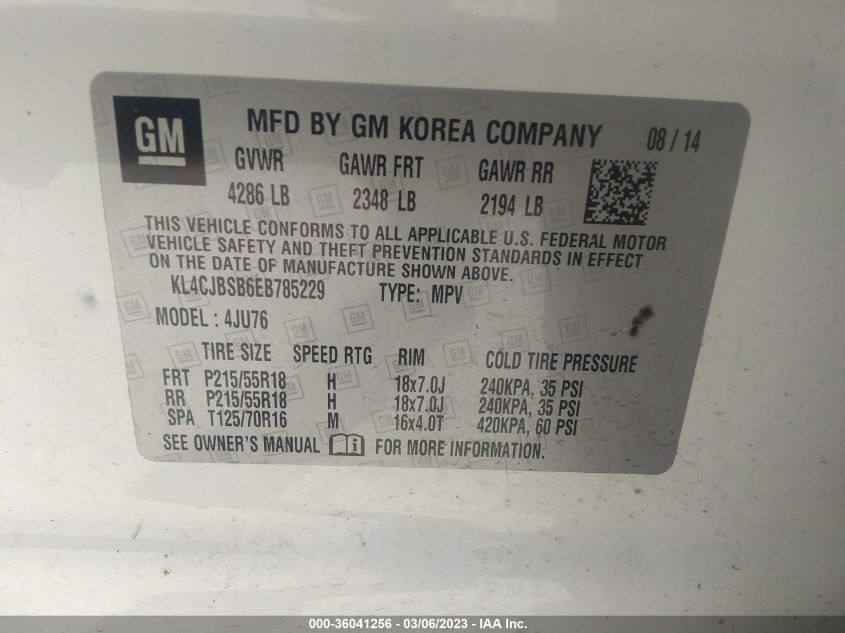 GM MFD BY GM KOREA COMPANY 08/14
GVWR GAWR FRT GAWR RR
4286 LB 2348 LB 2194 LB
THIS VEHICLE CONFORMS TO ALL APPLICABLE U.S. FEDERAL MOTOR
VEHICLE SAFETY AND THEFT PREVENTION STANDARDS IN EFFECT
ON THE DATE OF MANUFACTURE SHOWN ABOVE.
KL4CJBSB6EB785229 TYPE: MPV
MODEL : 4JU76
TIRE SIZE SPEED RTG RIM COLD TIRE PRESSURE
FRT P215/55R18 H 18x7.0J 240KPA, 35 PSI
RR P215/55R18 H 18x7.0J 240KPA, 35 PSI
SPA T125/70R16 M 16x4.0T 420KPA, 60 PSI
SEE OWNER'S MANUAL i FOR MORE INFORMATION.
000-36041256 - 03/06/2023 - IAA Inc.